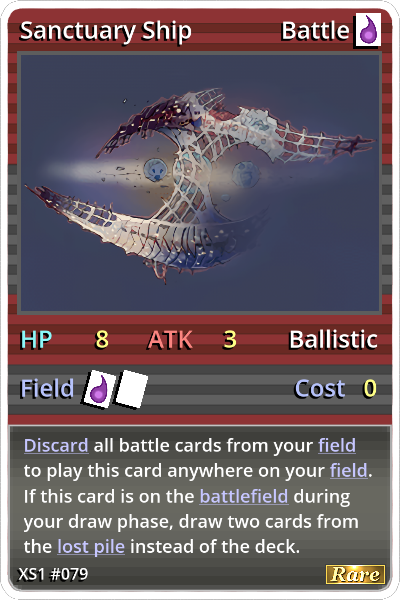 Sanctuary Ship Battle
HP 8 ATK 3 Ballistic
Field Cost 0
Discard all battle cards from your field
to play this card anywhere on your field.
If this card is on the battlefield during
your draw phase, draw two cards from
the lost pile instead of the deck.
XS1 #079 Rare